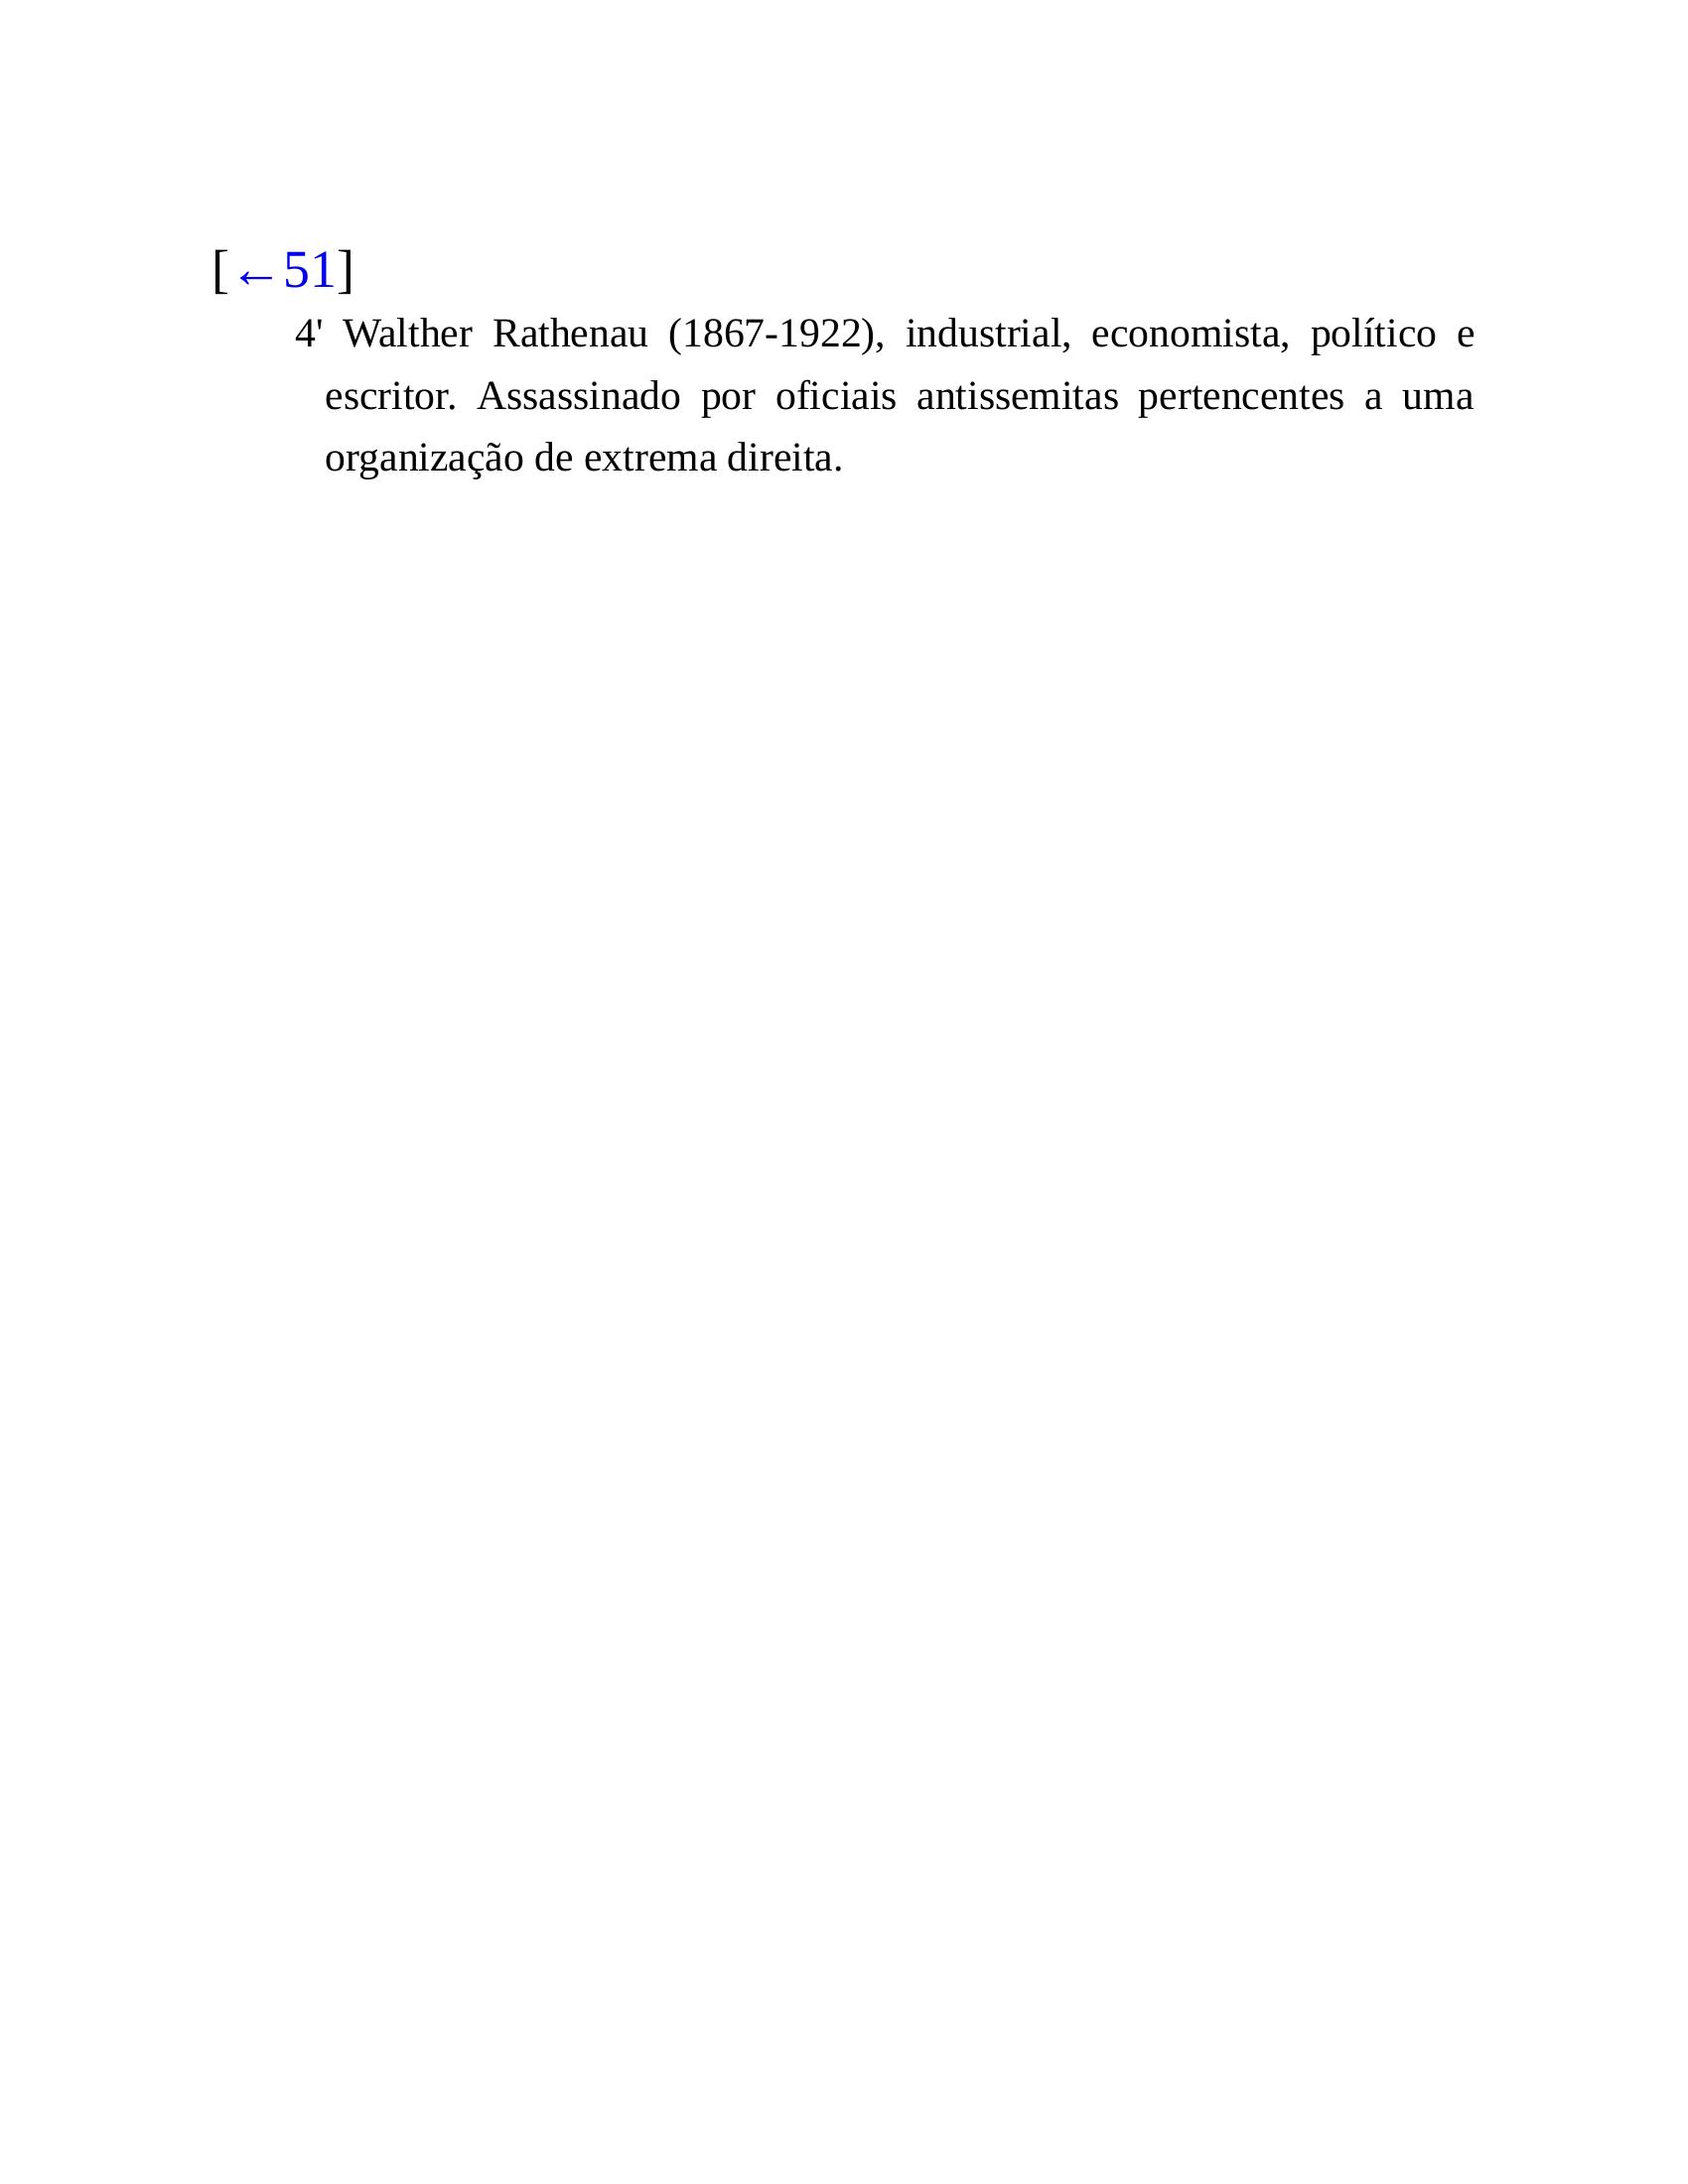 [←51]
4' Walther Rathenau (1867-1922), industrial, economista, político e
escritor. Assassinado por oficiais antissemitas pertencentes a uma
organização de extrema direita.